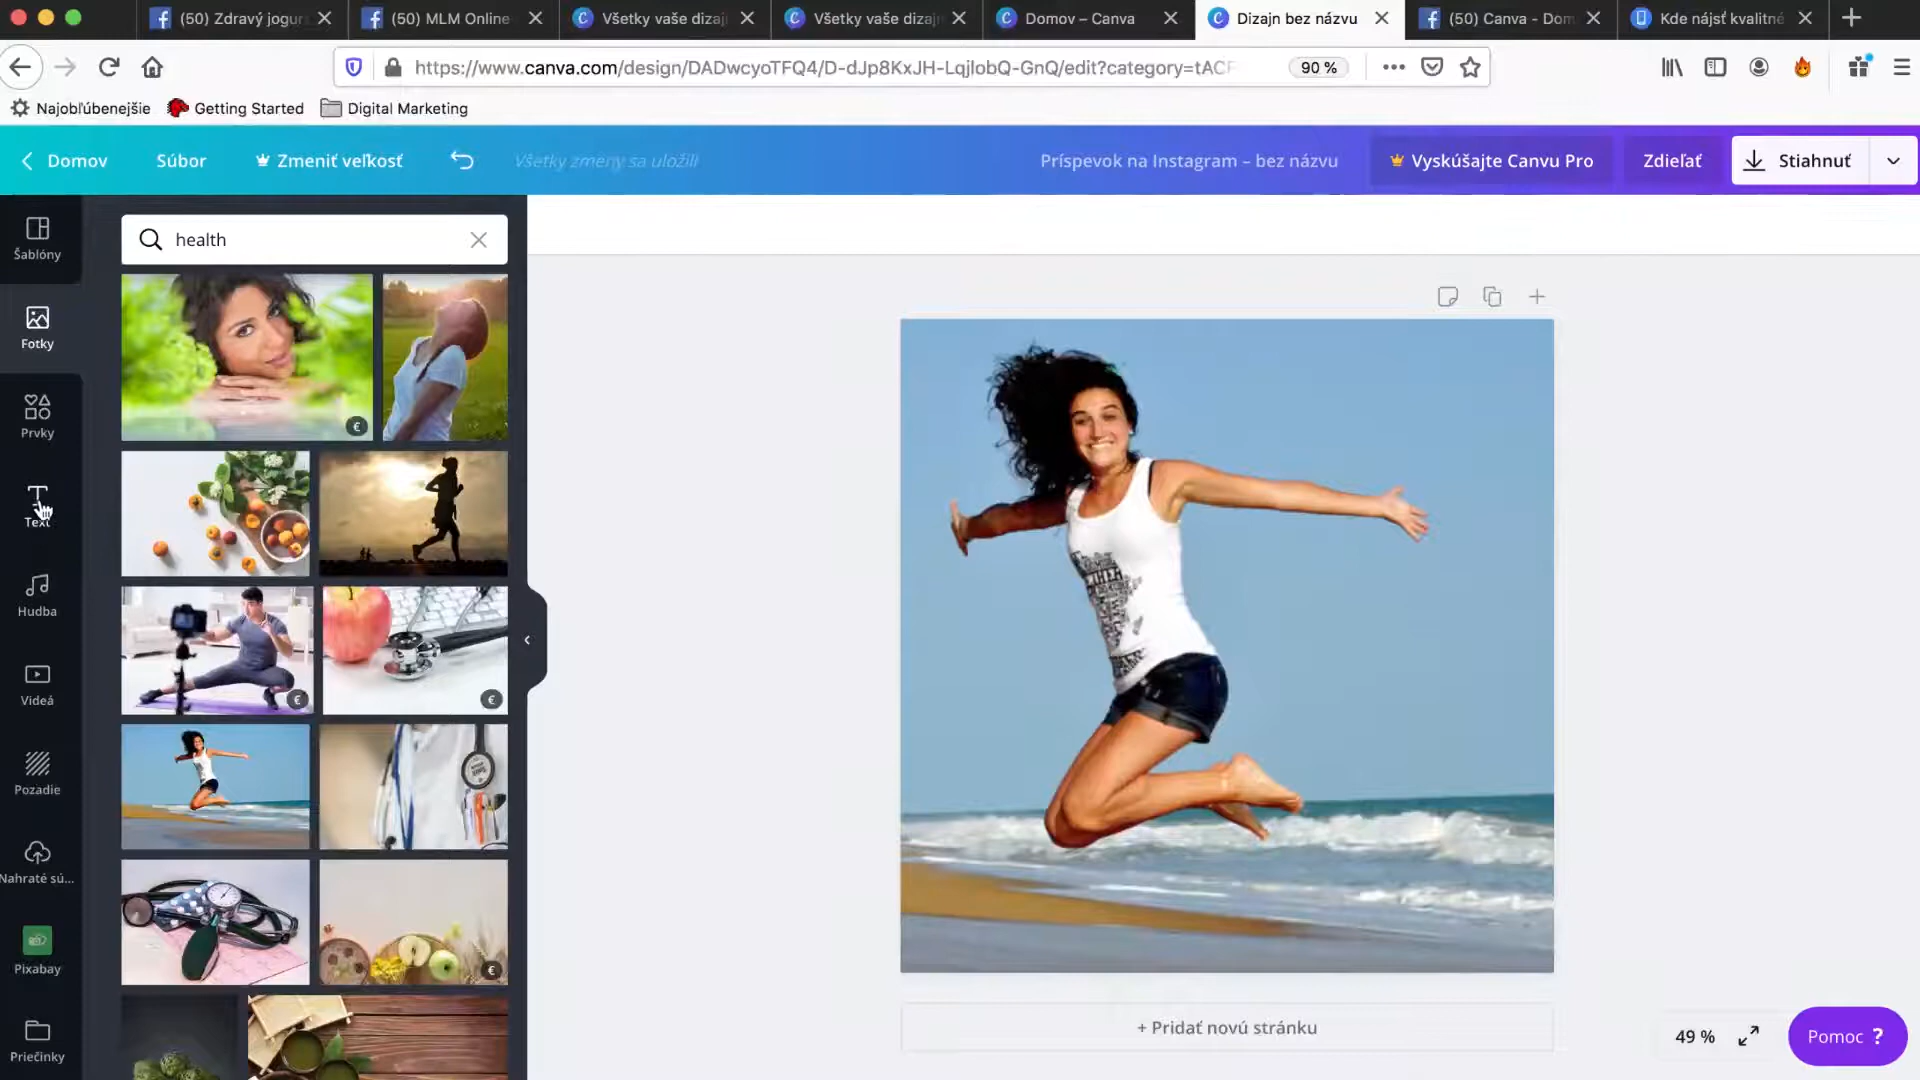 (50) Zdravý jogur
(50) MLM Online
Všetky vaše dizaj
Všetky vaše dizaj
Domov – Canva
Dizajn bez názvu
(50) Canva - Dom
Kde nájsť kvalitné
https://www.canva.com/design/DADwcyoTFQ4/D-dJp8KxJH-LqjlobQ-GnQ/edit?category=tACF
90 %
Najobľúbenejšie
Getting Started
Digital Marketing
Domov
Súbor
Zmeniť veľkosť
Všetky zmeny sa uložili
Príspevok na Instagram – bez názvu
Vyskúšajte Canvu Pro
Zdieľať
Stiahnuť
health
Šablóny
Fotky
Prvky
Text
Hudba
Videá
Pozadie
Nahraté sú...
Pixabay
Priečinky
+ Pridať novú stránku
49 %
Pomoc ?